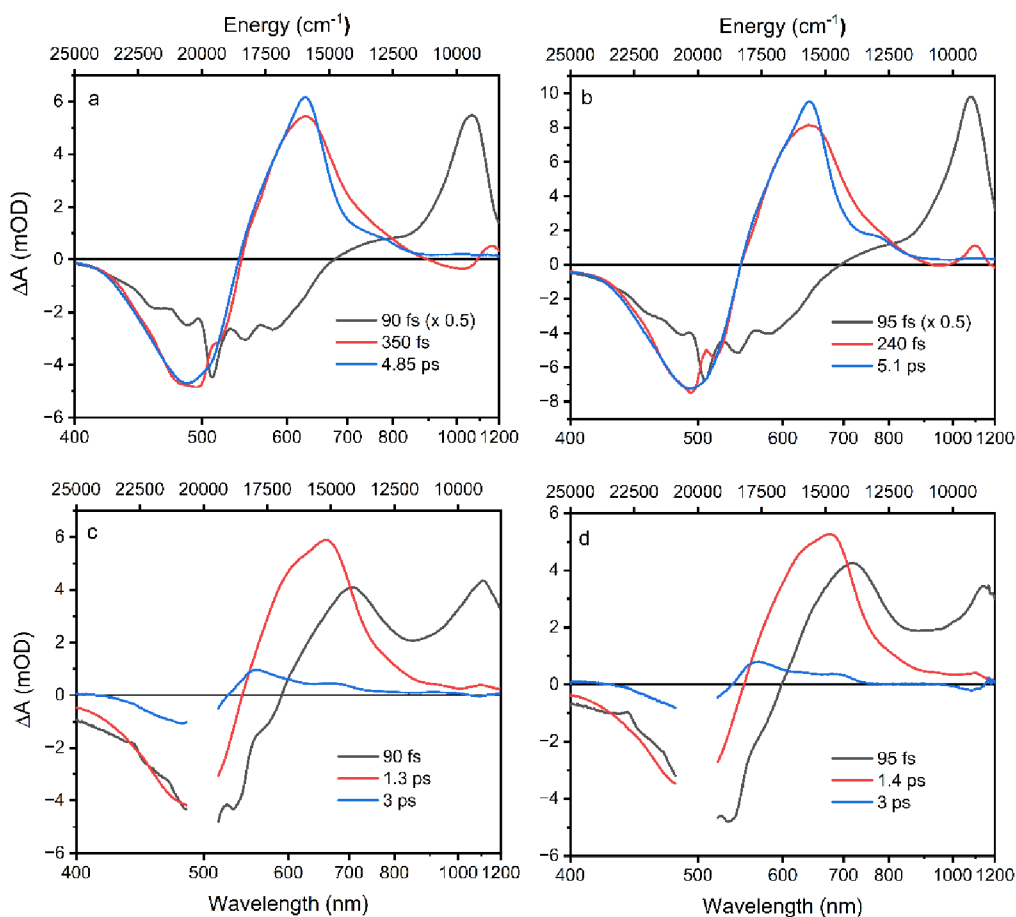 Energy (cm⁻¹)
25000 22500 20000 17500 15000 12500 10000
a
6
4
2
0
−2
−4
−6
ΔA (mOD)
90 fs (x 0.5)
350 fs
4.85 ps
400 500 600 700 800 1000 1200
Energy (cm⁻¹)
25000 22500 20000 17500 15000 12500 10000
b
10
8
6
4
2
0
−2
−4
−6
−8
95 fs (x 0.5)
240 fs
5.1 ps
400 500 600 700 800 1000 1200
25000 22500 20000 17500 15000 12500 10000
c
6
4
2
0
−2
−4
−6
ΔA (mOD)
90 fs
1.3 ps
3 ps
400 500 600 700 800 1000 1200
Wavelength (nm)
25000 22500 20000 17500 15000 12500 10000
d
6
4
2
0
−2
−4
−6
95 fs
1.4 ps
3 ps
400 500 600 700 800 1000 1200
Wavelength (nm)